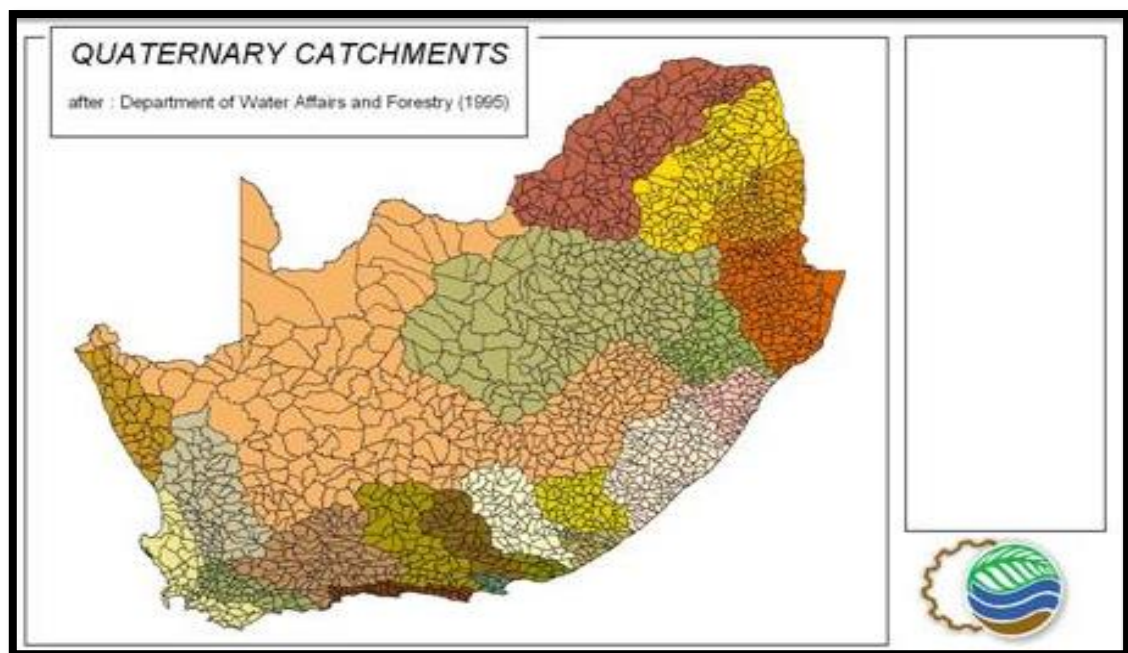 QUATERNARY CATCHMENTS
after : Department of Water Affairs and Forestry (1995)